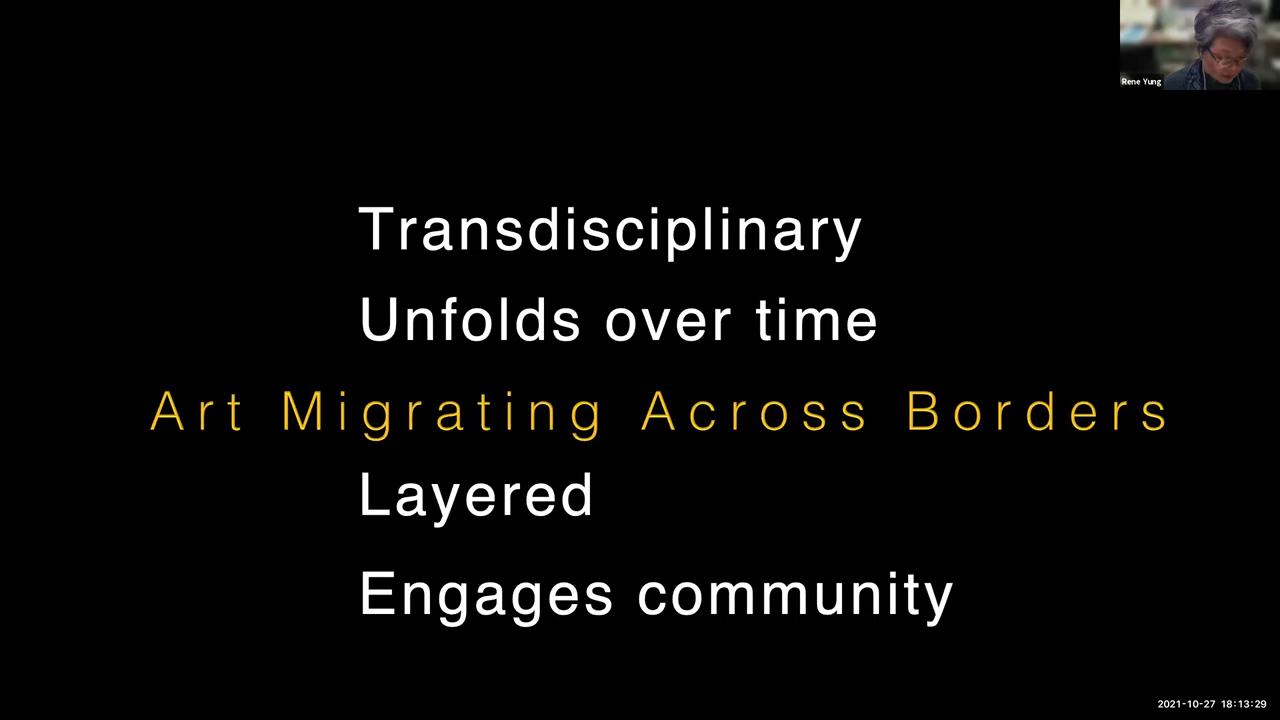 Rene Yung
Transdisciplinary
Unfolds over time
Art Migrating Across Borders
Layered
Engages community
2021-10-27 18:13:29